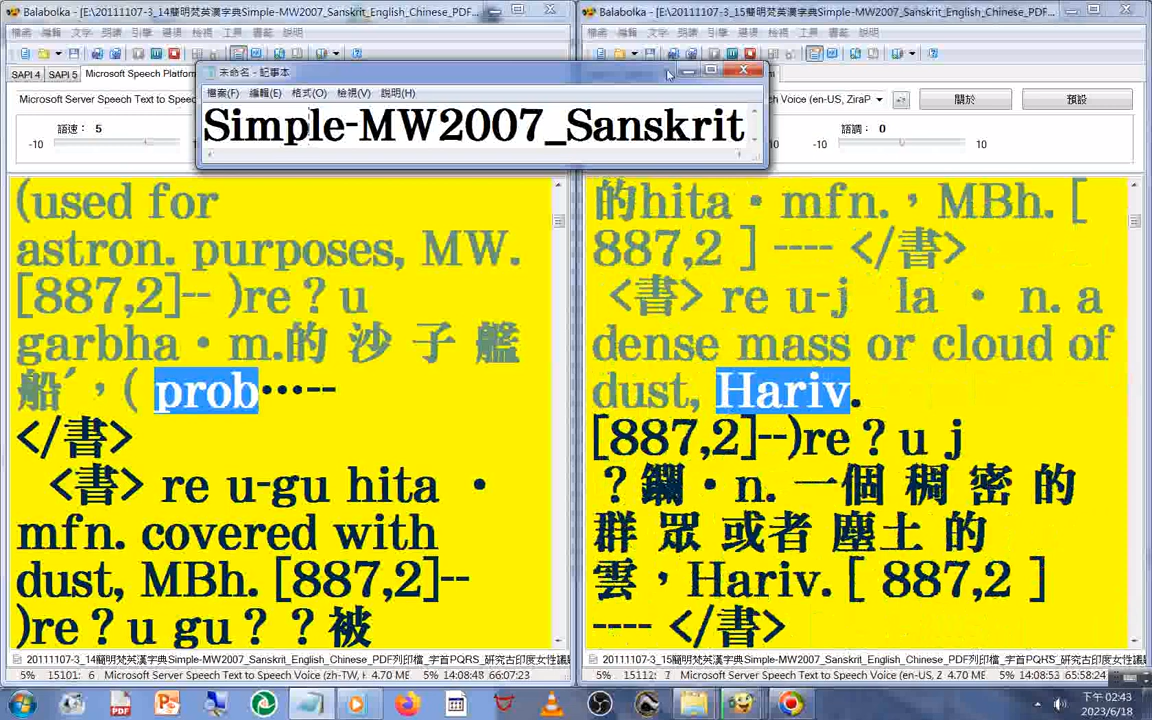 Balabolka - [E:\20111107-3_14簡明梵英漢字典Simple-MW2007_Sanskrit_English_Chinese_PDF...
Balabolka - [E:\20111107-3_15簡明梵英漢字典Simple-MW2007_Sanskrit_English_Chinese_PDF...
SAPI 4 SAPI 5 Microsoft Speech Platform
未命名 - 記事本
檔案(F) 編輯(E) 格式(O) 檢視(V) 說明(H)
Simple-MW2007_Sanskrit
Microsoft Server Speech Text to Spee
Voice (en-US, ZiraP
關於
預設
語速： 5
-10
語調： 0
-10 10
(used for
astron. purposes, MW.
[887,2]-- )re？u
garbha‧m.的 沙 子 艦
船ˊ，( prob…--
</書>
<書> re u-gu hita ‧
mfn. covered with
dust, MBh. [887,2]--
)re？u gu？？被
的hita‧mfn.，MBh. [
887,2 ] ---- </書>
<書> re u-j la ‧ n. a
dense mass or cloud of
dust, Hariv.
[887,2]--)re？u j
？鑭‧n. 一個 稠 密 的
群 眾 或者 塵土 的
雲，Hariv. [ 887,2 ]
---- </書>
20111107-3_14簡明梵英漢字典Simple-MW2007_Sanskrit_English_Chinese_PDF列印檔_字首PQRS_研究古印度女性議
20111107-3_15簡明梵英漢字典Simple-MW2007_Sanskrit_English_Chinese_PDF列印檔_字首PQRS_研究古印度女性議
5% 15101: 6 Microsoft Server Speech Text to Speech Voice (zh-TW, H 4.70 ME 14:08:48 66:07:23
5% 15112: 7 Microsoft Server Speech Text to Speech Voice (en-US, Z 4.70 ME 14:08:53 65:58:24
下午 02:43
2023/6/18